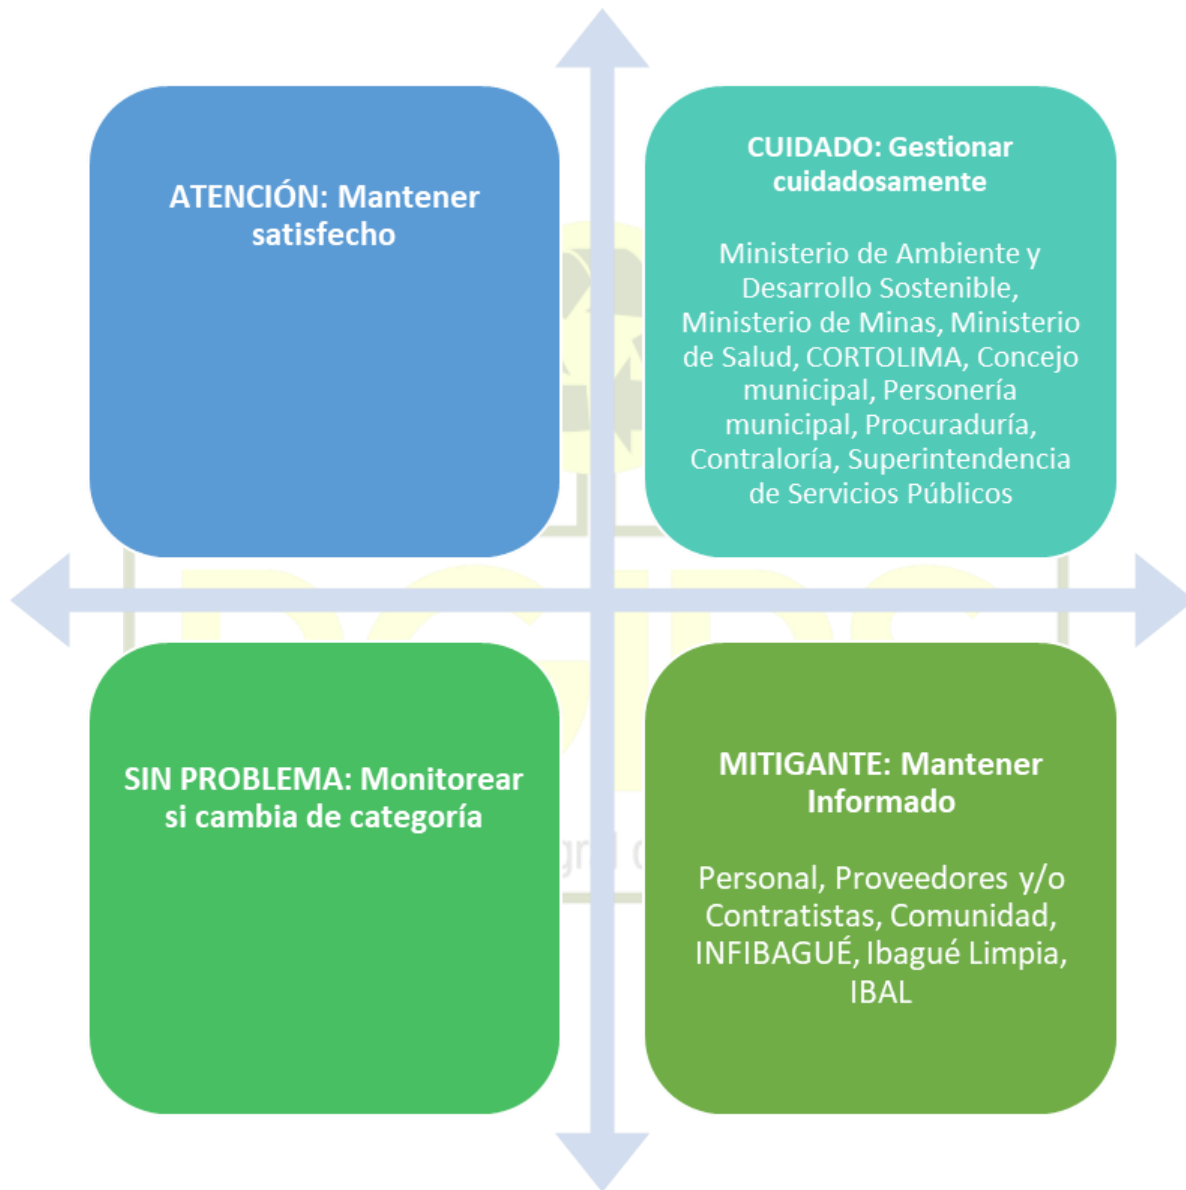 ATENCIÓN: Mantener
satisfecho
CUIDADO: Gestionar
cuidadosamente
Ministerio de Ambiente y
Desarrollo Sostenible,
Ministerio de Minas, Ministerio
de Salud, CORTOLIMA, Concejo
municipal, Personería
municipal, Procuraduría,
Contraloría, Superintendencia
de Servicios Públicos
SIN PROBLEMA: Monitorear
si cambia de categoría
MITIGANTE: Mantener
Informado
Personal, Proveedores y/o
Contratistas, Comunidad,
INFIBAGUÉ, Ibagué Limpia,
IBAL